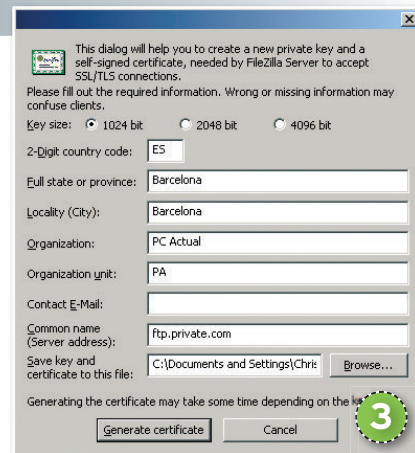 This dialog will help you to create a new private key and a
self-signed certificate, needed by FileZilla Server to accept
SSL/TLS connections.
Please fill out the required information. Wrong or missing information may
confuse clients.
Key size: 1024 bit 2048 bit 4096 bit
2-Digit country code: ES
Full state or province: Barcelona
Locality (City): Barcelona
Organization: PC Actual
Organization unit: PA
Contact E-Mail:
Common name
(Server address): ftp.private.com
Save key and
certificate to this file: C:\Documents and Settings\Chris Browse...
Generating the certificate may take some time depending on the
Generate certificate Cancel
3